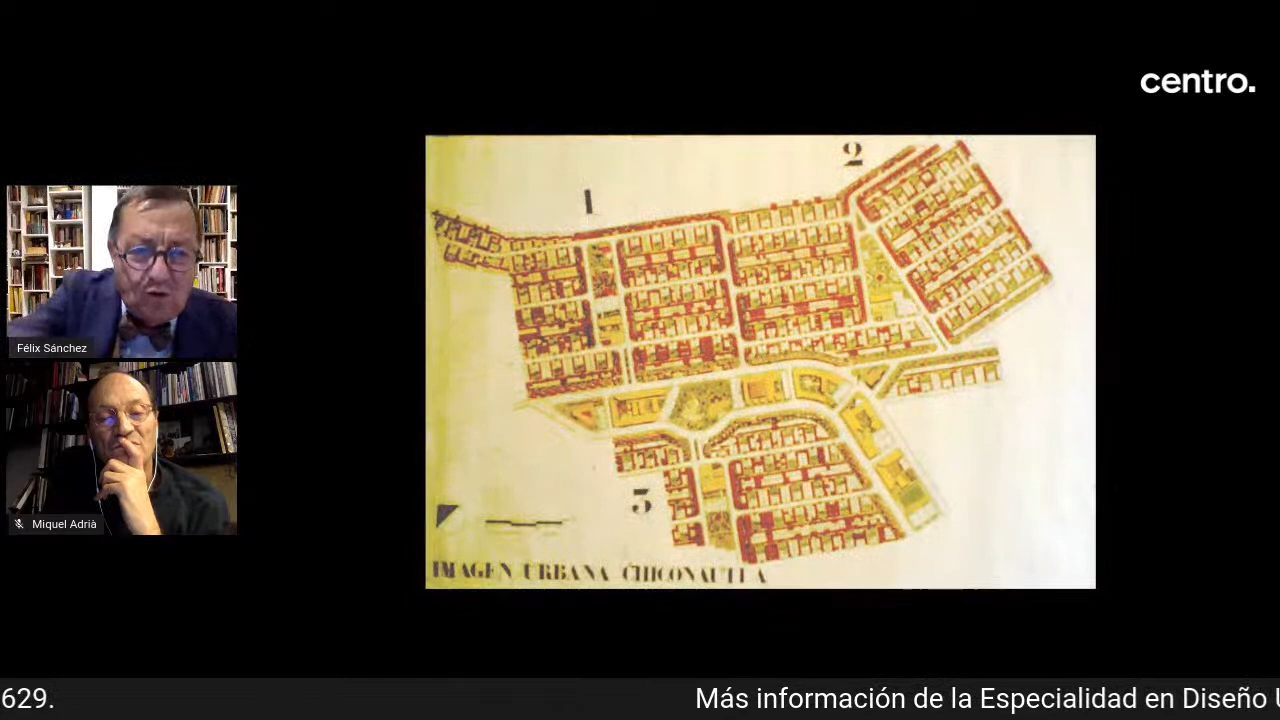 centro.
2
1
Félix Sánchez
3
Miquel Adrià
IMAGEN URBANA CHICONAUTLA
629.
Más información de la Especialidad en Diseño